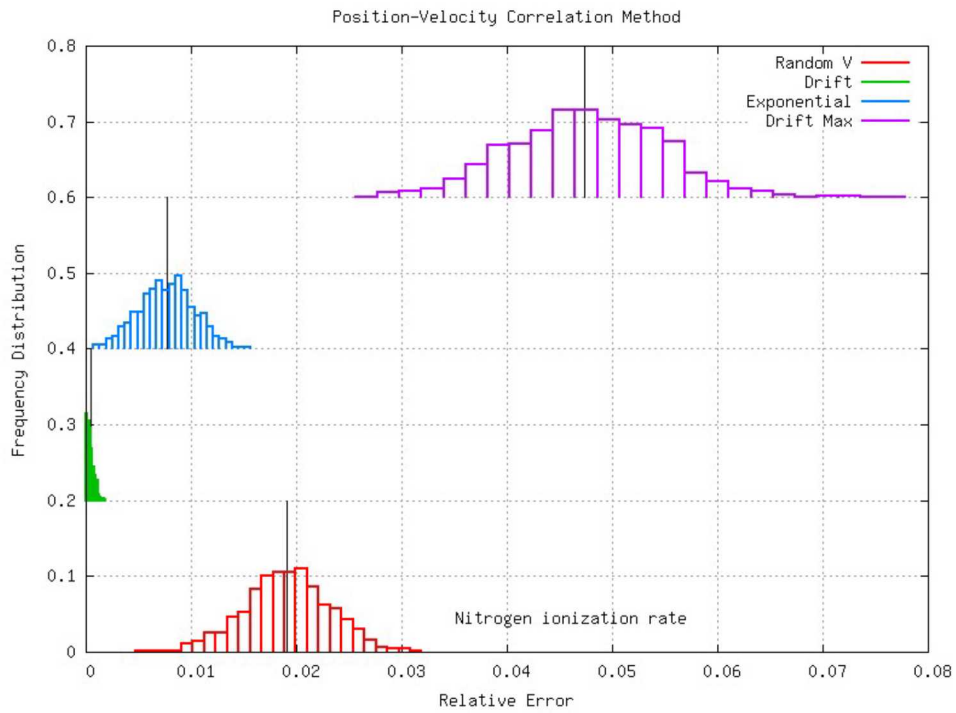 Position-Velocity Correlation Method
0.8
0.7
0.6
0.5
0.4
0.3
0.2
0.1
0
Frequency Distribution
Random V
Drift
Exponential
Drift Max
Nitrogen ionization rate
0 0.01 0.02 0.03 0.04 0.05 0.06 0.07 0.08
Relative Error